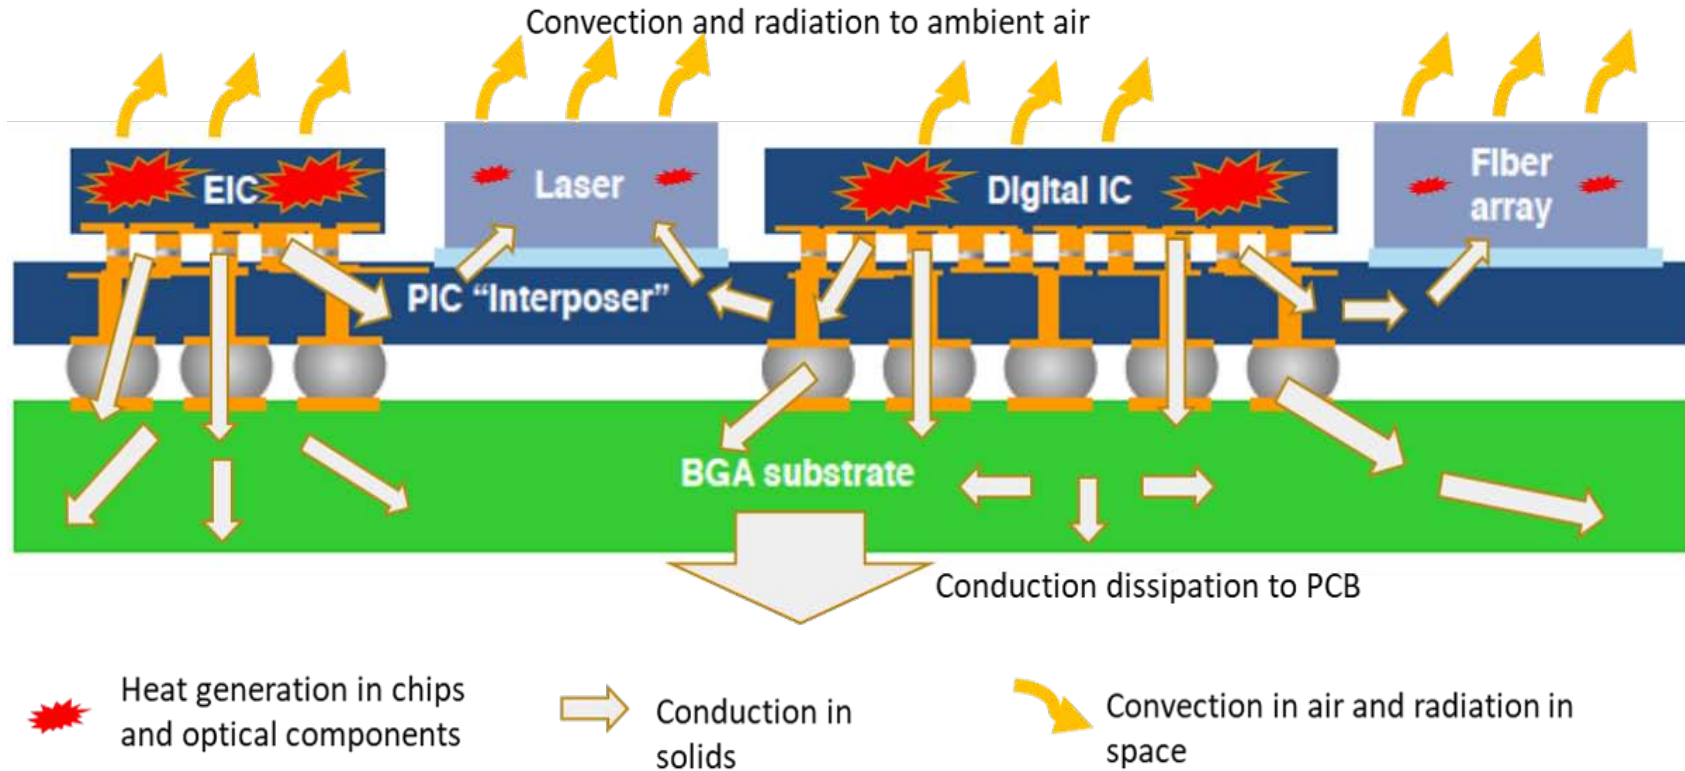 Convection and radiation to ambient air
EIC
Laser
Digital IC
Fiber
array
PIC “Interposer”
BGA substrate
Conduction dissipation to PCB
Heat generation in chips
and optical components
Conduction in
solids
Convection in air and radiation in
space